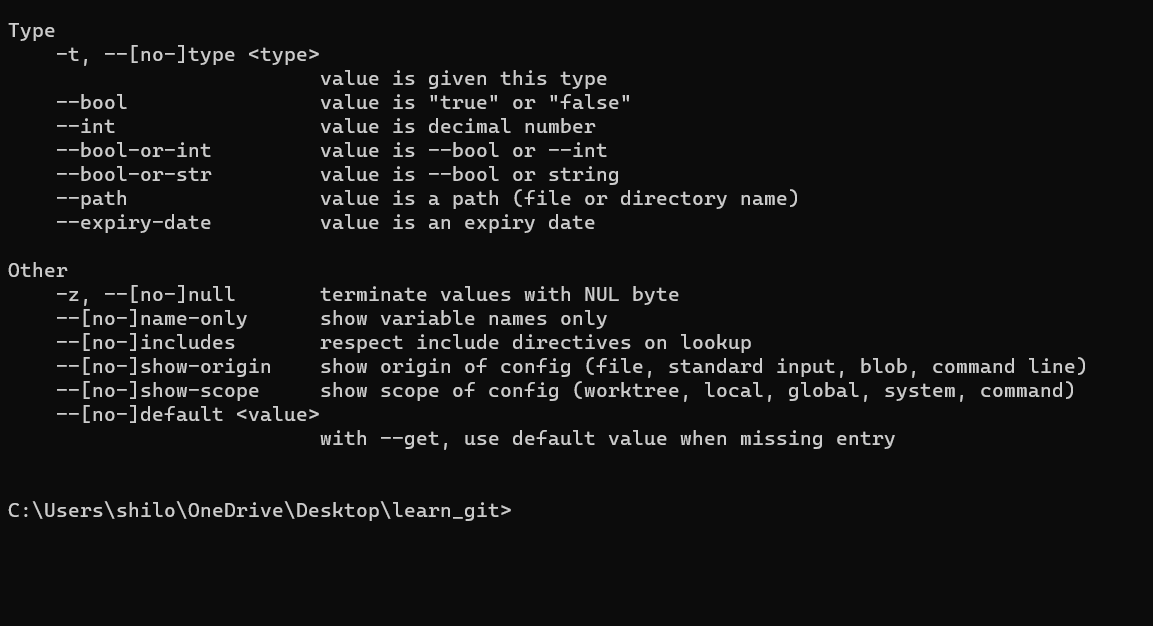 Type
    -t, --[no-]type <type>
                          value is given this type
    --bool                value is "true" or "false"
    --int                 value is decimal number
    --bool-or-int         value is --bool or --int
    --bool-or-str         value is --bool or string
    --path                value is a path (file or directory name)
    --expiry-date         value is an expiry date

Other
    -z, --[no-]null       terminate values with NUL byte
    --[no-]name-only      show variable names only
    --[no-]includes       respect include directives on lookup
    --[no-]show-origin    show origin of config (file, standard input, blob, command line)
    --[no-]show-scope     show scope of config (worktree, local, global, system, command)
    --[no-]default <value>
                          with --get, use default value when missing entry

C:\Users\shilo\OneDrive\Desktop\learn_git>